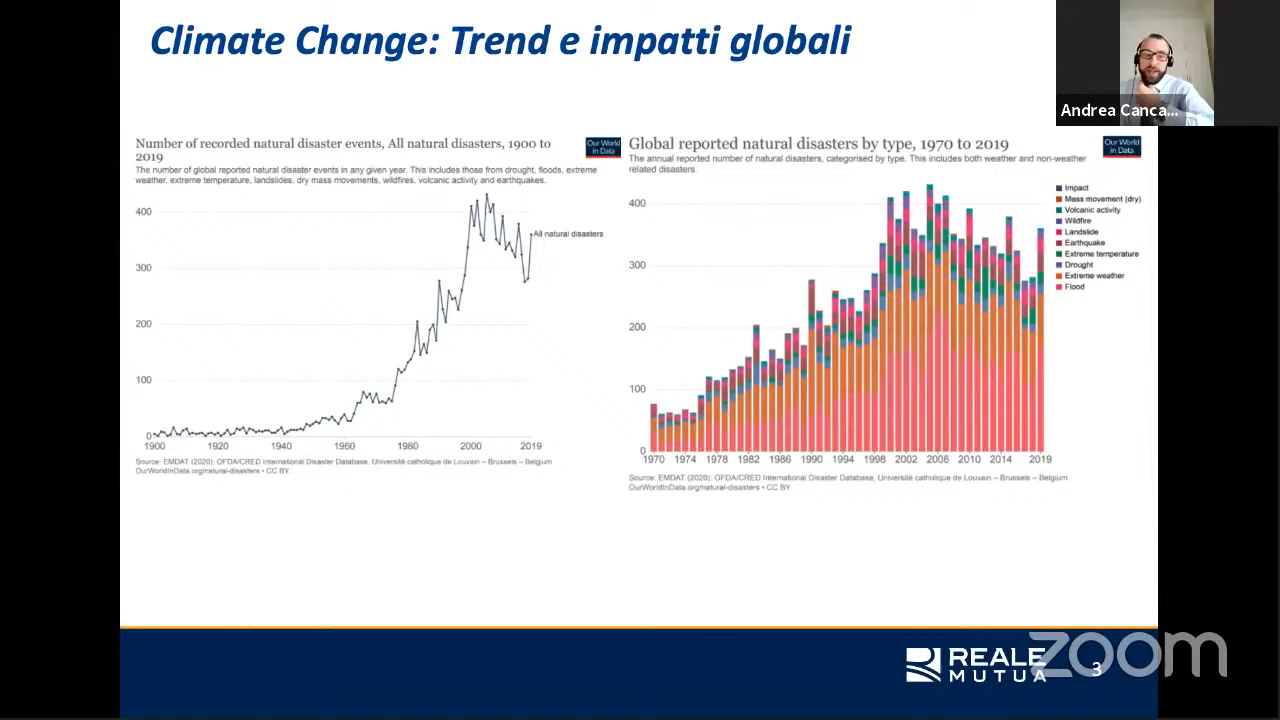 Climate Change: Trend e impatti globali
Andrea Canca...
Number of recorded natural disaster events, All natural disasters, 1900 to
2019
Our World
in Data
The number of global reported natural disaster events in any given year. This includes those from drought, floods, extreme
weather, extreme temperature, landslides, dry mass movements, wildfires, volcanic activity and earthquakes.
400
300
200
100
0
All natural disasters
1900
1920
1940
1960
1980
2000
2019
Source: EMDAT (2020): OFDA/CRED International Disaster Database, Université catholique de Louvain – Brussels – Belgium
OurWorldInData.org/natural-disasters • CC BY
Global reported natural disasters by type, 1970 to 2019
Our World
in Data
The annual reported number of natural disasters, categorised by type. This includes both weather and non-weather
related disasters.
400
300
200
100
0
1970
1974
1978
1982
1986
1990
1994
1998
2002
2006
2010
2014
2019
Impact
Mass movement (dry)
Volcanic activity
Wildfire
Landslide
Earthquake
Extreme temperature
Drought
Extreme weather
Flood
Source: EMDAT (2020): OFDA/CRED International Disaster Database, Université catholique de Louvain – Brussels – Belgium
OurWorldInData.org/natural-disasters • CC BY
REALE
MUTUA
3
zoom